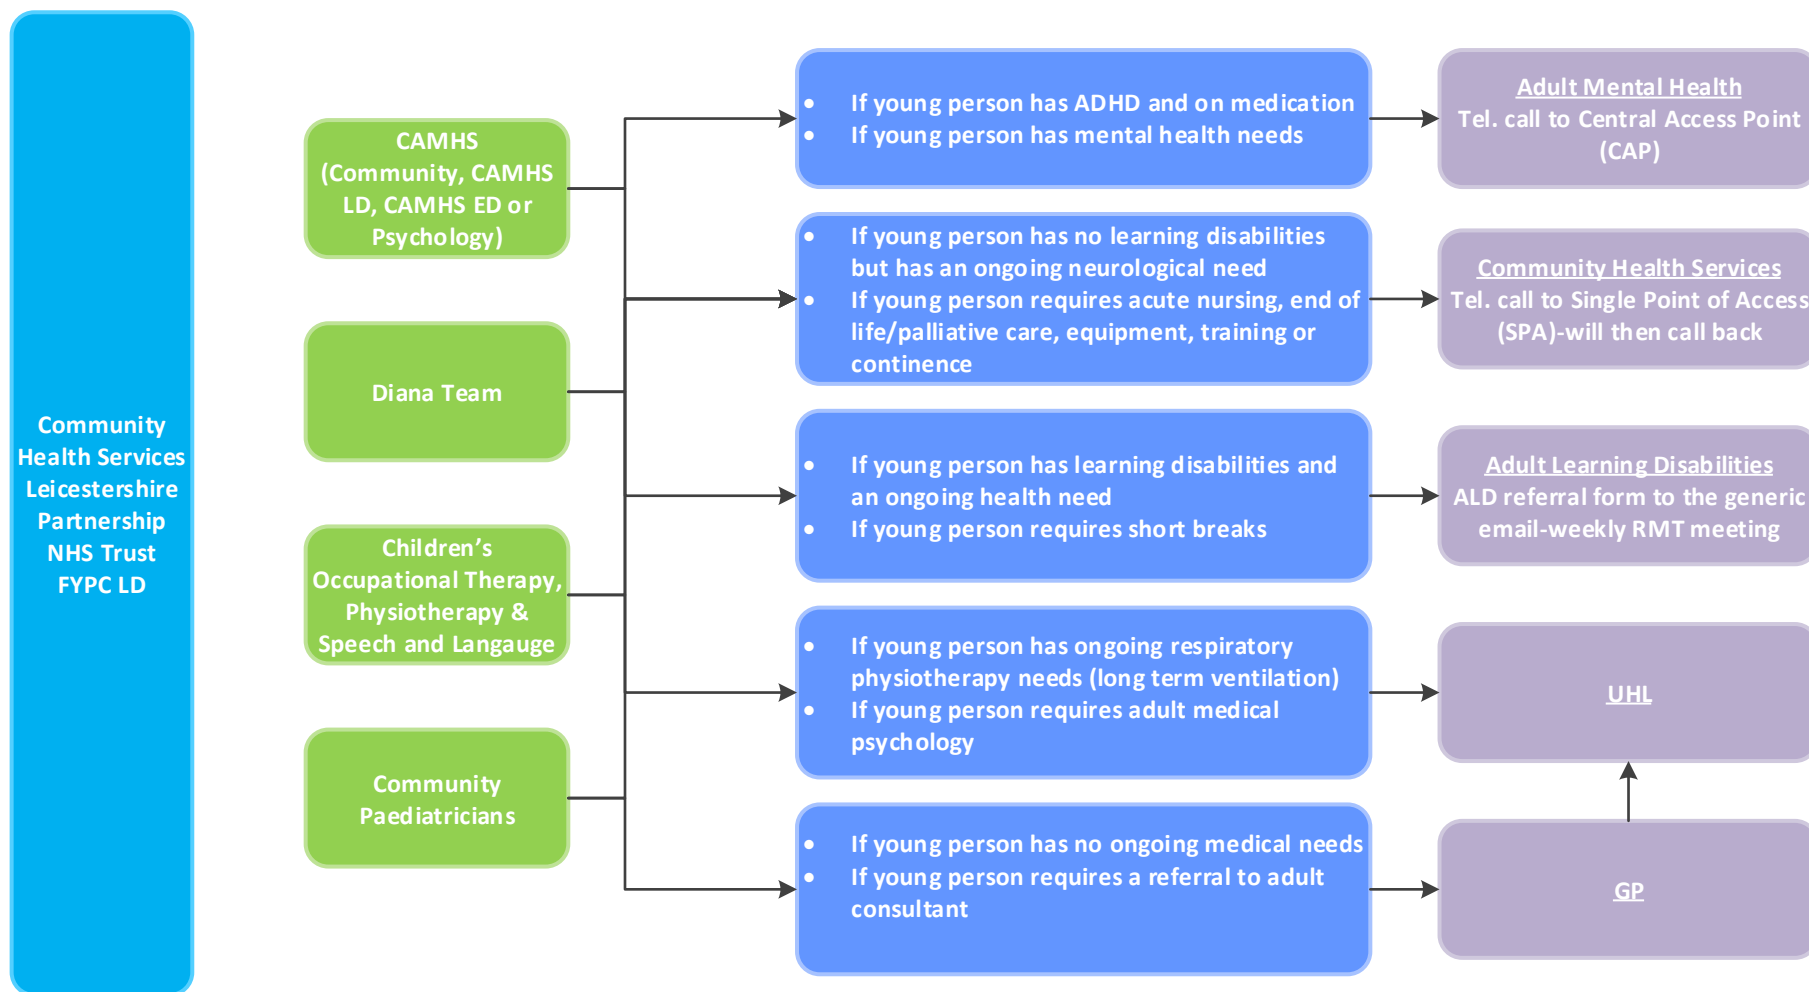 Community
Health Services
Leicestershire
Partnership
NHS Trust
FYPC LD
CAMHS
(Community, CAMHS
LD, CAMHS ED or
Psychology)
Diana Team
Children’s
Occupational Therapy,
Physiotherapy &
Speech and Langauge
Community
Paediatricians
• If young person has ADHD and on medication
• If young person has mental health needs
• If young person has no learning disabilities
but has an ongoing neurological need
• If young person requires acute nursing, end of
life/palliative care, equipment, training or
continence
• If young person has learning disabilities and
an ongoing health need
• If young person requires short breaks
• If young person has ongoing respiratory
physiotherapy needs (long term ventilation)
• If young person requires adult medical
psychology
• If young person has no ongoing medical needs
• If young person requires a referral to adult
consultant
Adult Mental Health
Tel. call to Central Access Point
(CAP)
Community Health Services
Tel. call to Single Point of Access
(SPA)-will then call back
Adult Learning Disabilities
ALD referral form to the generic
email-weekly RMT meeting
UHL
GP